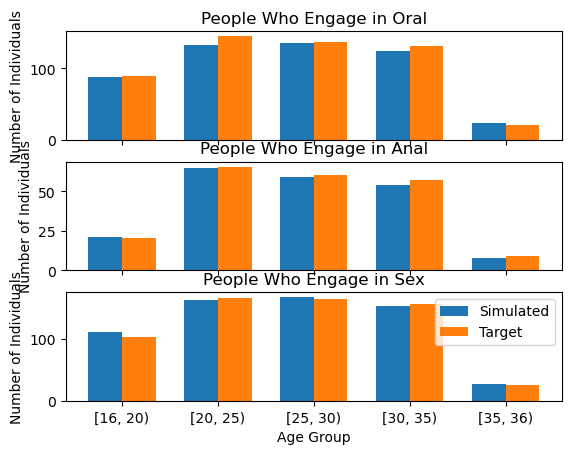 People Who Engage in Oral
Number of Individuals
100
0
People Who Engage in Anal
Number of Individuals
50
25
0
People Who Engage in Sex
Number of Individuals
100
0
Simulated
Target
[16, 20)
[20, 25)
[25, 30)
[30, 35)
[35, 36)
Age Group